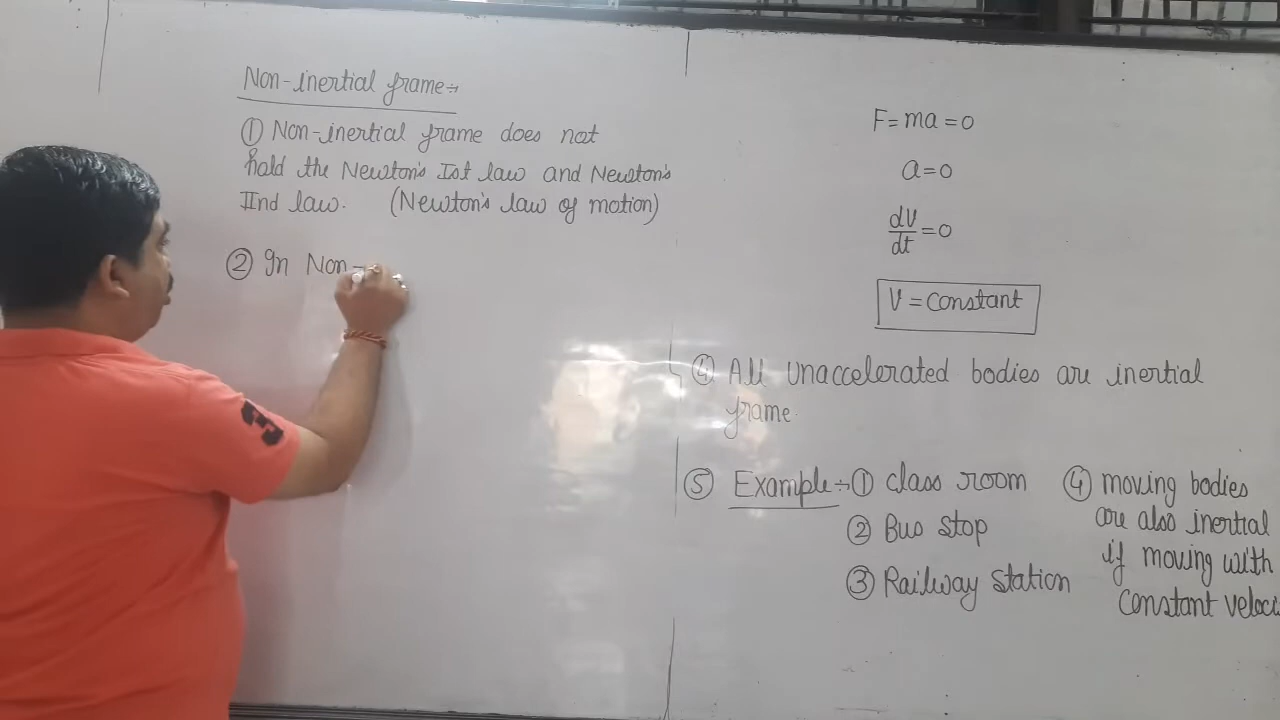 Non-inertial frame:-
① Non-inertial frame does not
hold the Newton's Ist law and Newton's
IInd law. (Newton's law of motion)
② In Non-
F=ma=0
a=0
dV/dt=0
V=constant
④ All unaccelerated bodies are inertial
frame
⑤ Example:- ① class room
② Bus stop
③ Railway station
④ moving bodies
are also inertial
if moving with
constant veloci
3